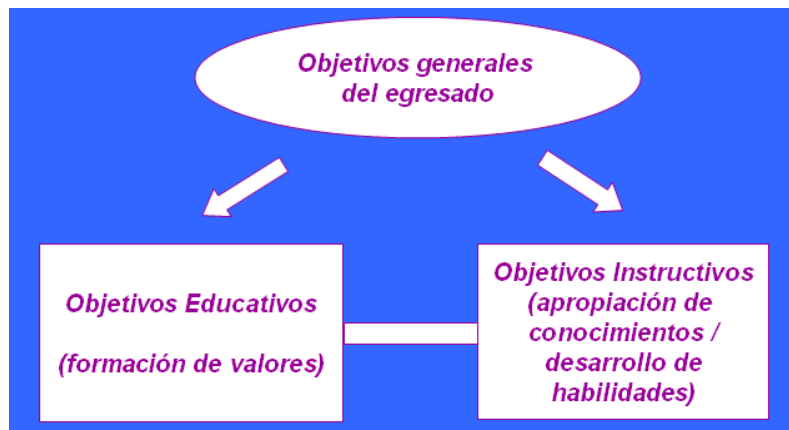 Objetivos generales
del egresado
Objetivos Educativos
(formación de valores)
Objetivos Instructivos
(apropiación de
conocimientos /
desarrollo de
habilidades)